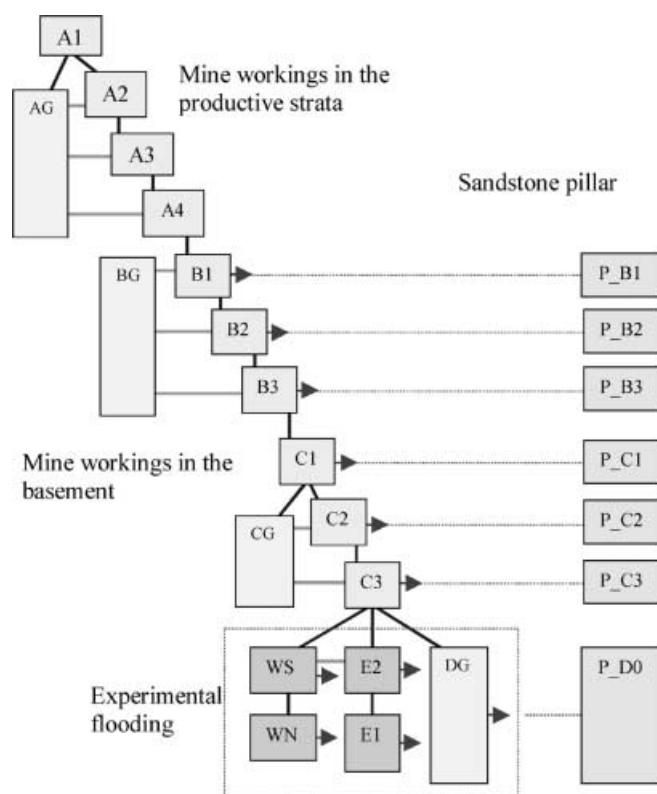 A1
Mine workings in the
productive strata
AG
A2
A3
Sandstone pillar
A4
BG
B1
P_B1
B2
P_B2
B3
P_B3
Mine workings in the
basement
C1
P_C1
CG
C2
P_C2
C3
P_C3
WS
E2
DG
P_D0
Experimental
flooding
WN
E1